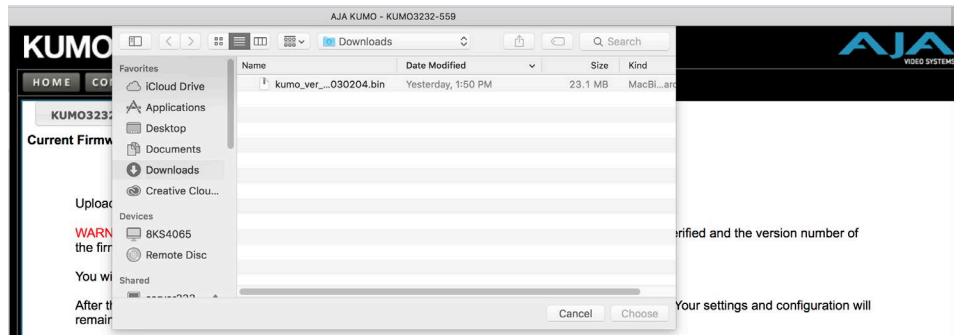 AJA KUMO - KUMO3232-559
KUMO
AJA
VIDEO SYSTEMS
Downloads
Search
HOME
Favorites
Name
Date Modified
Size
Kind
iCloud Drive
kumo_ver_...030204.bin
Yesterday, 1:50 PM
23.1 MB
MacBi...arc
Applications
KUMO3232
Desktop
Current Firmw
Documents
Downloads
Creative Clou...
Upload
Devices
WARN
8KS4065
rified and the version number of
the firm
Remote Disc
You wi
Shared
After th
Your settings and configuration will
remain
Cancel
Choose